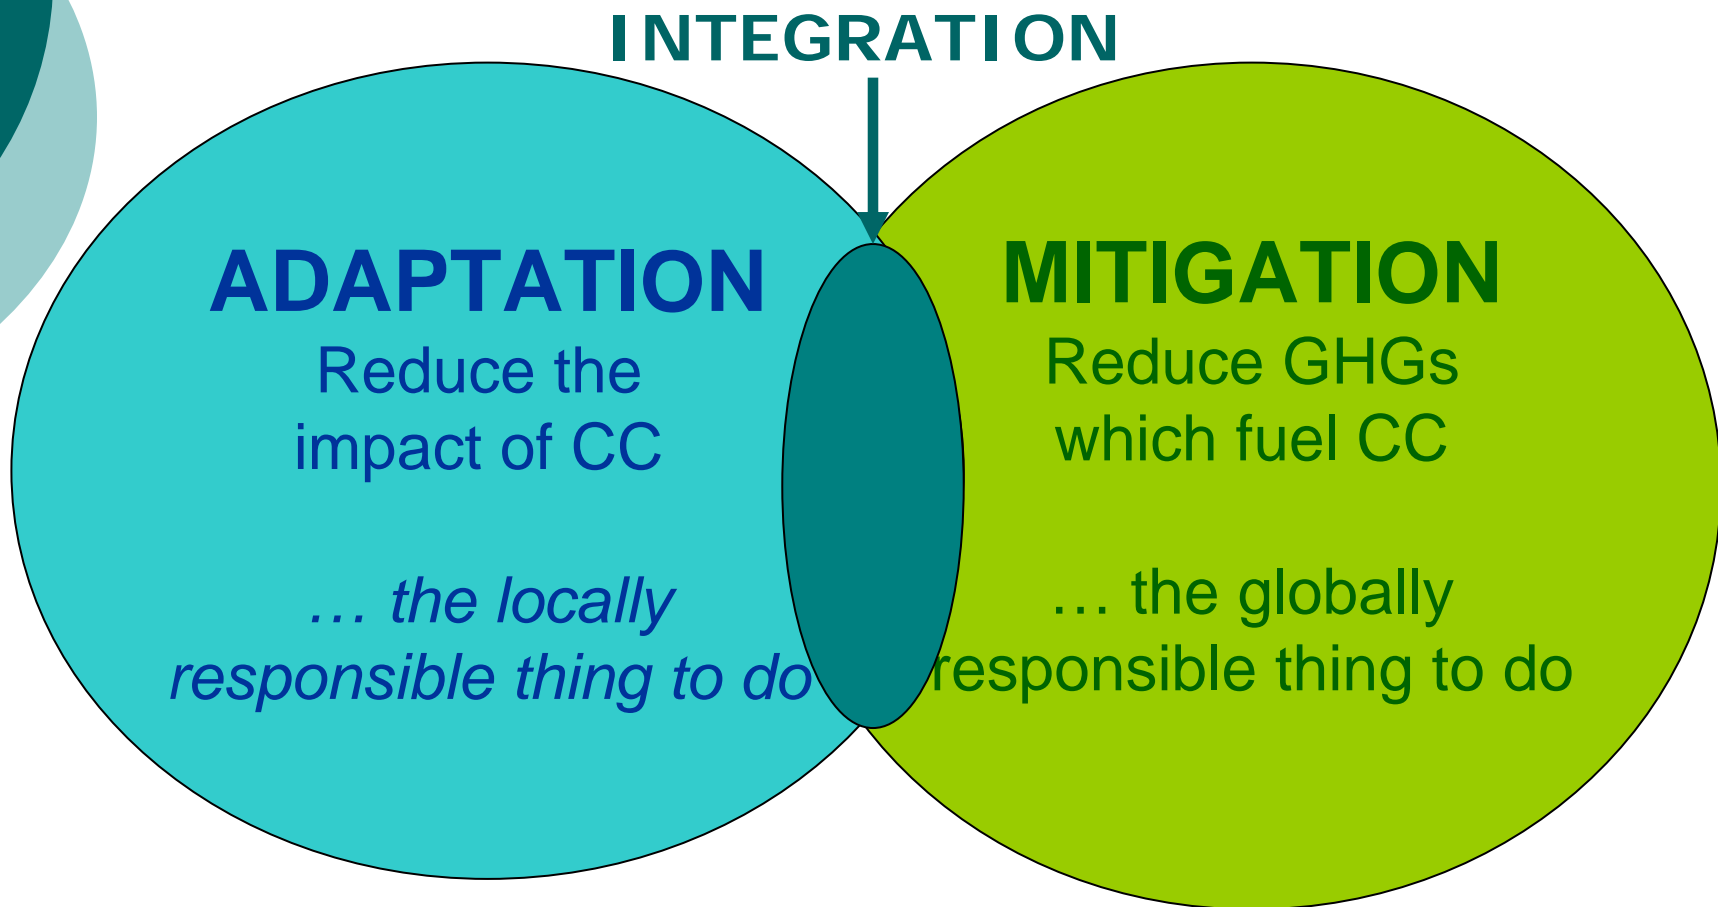 INTEGRATION
ADAPTATION
Reduce the
impact of CC
… the locally
responsible thing to do
MITIGATION
Reduce GHGs
which fuel CC
… the globally
responsible thing to do